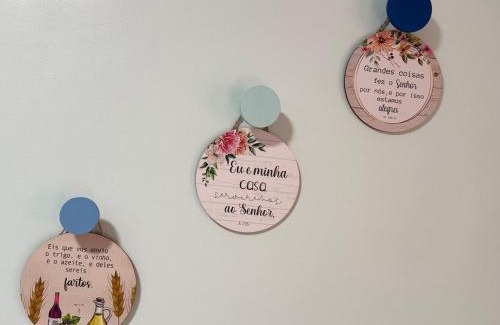 Grandes coisas
fez o Senhor
por nós,e por isso
estamos
alegres
Eu e minha
casa
serviremos
ao Senhor.
Eis que vos envio
o trigo, e o vinho,
e o azeite, e deles
sereis
fartos.